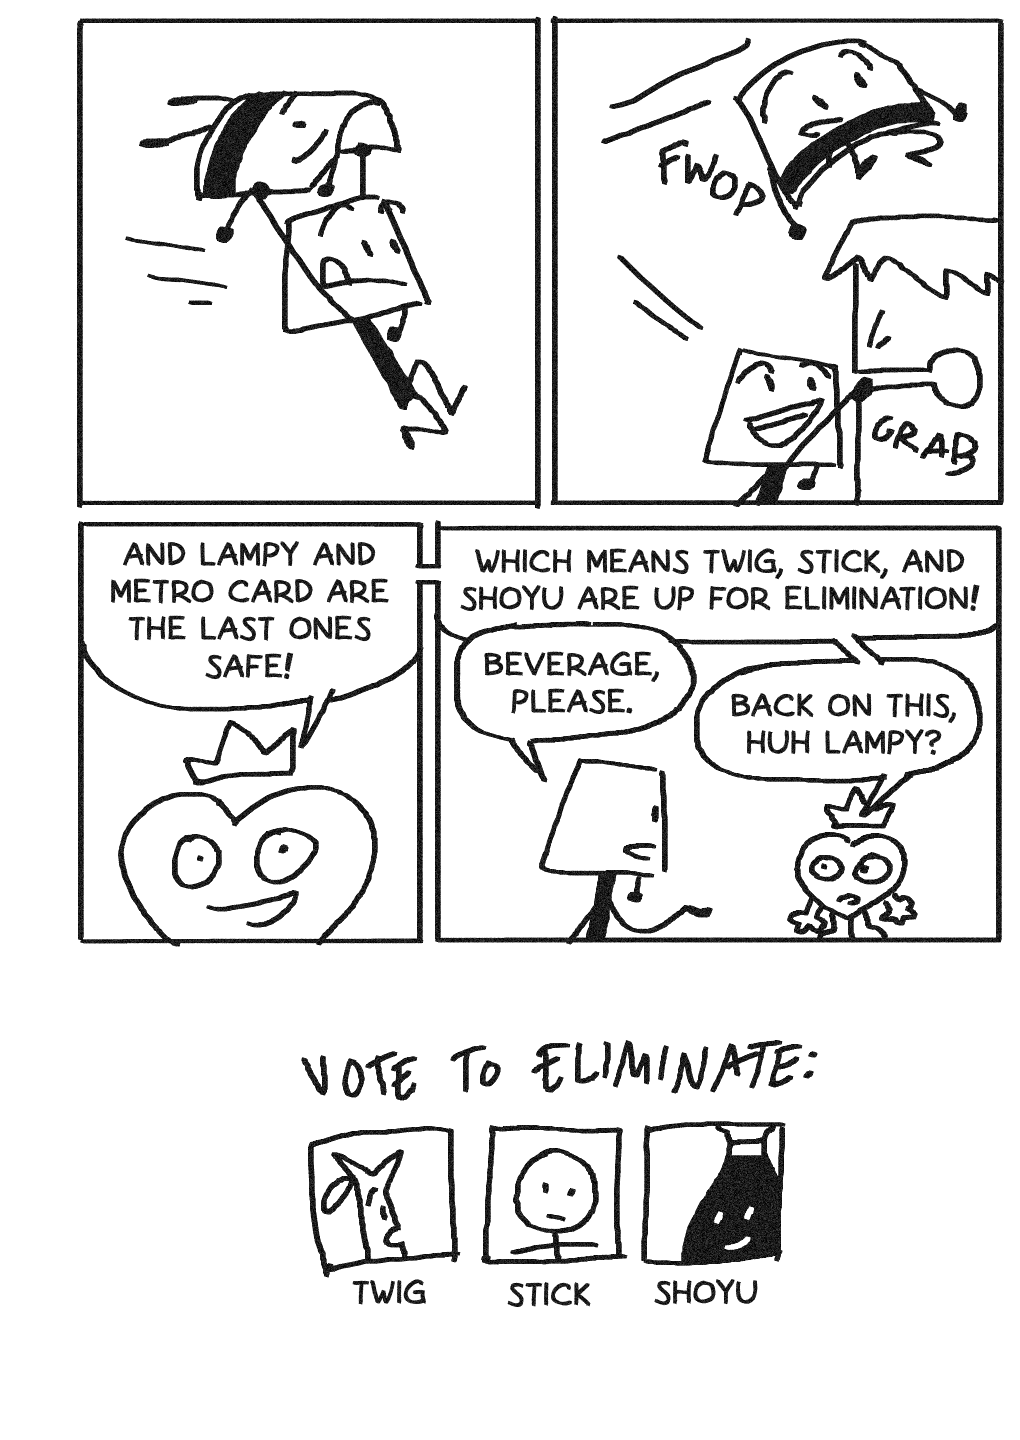 FWOP
GRAB
AND LAMPY AND
METRO CARD ARE
THE LAST ONES
SAFE!
WHICH MEANS TWIG, STICK, AND
SHOYU ARE UP FOR ELIMINATION!
BEVERAGE,
PLEASE.
BACK ON THIS,
HUH LAMPY?
VOTE TO ELIMINATE:
TWIG
STICK
SHOYU